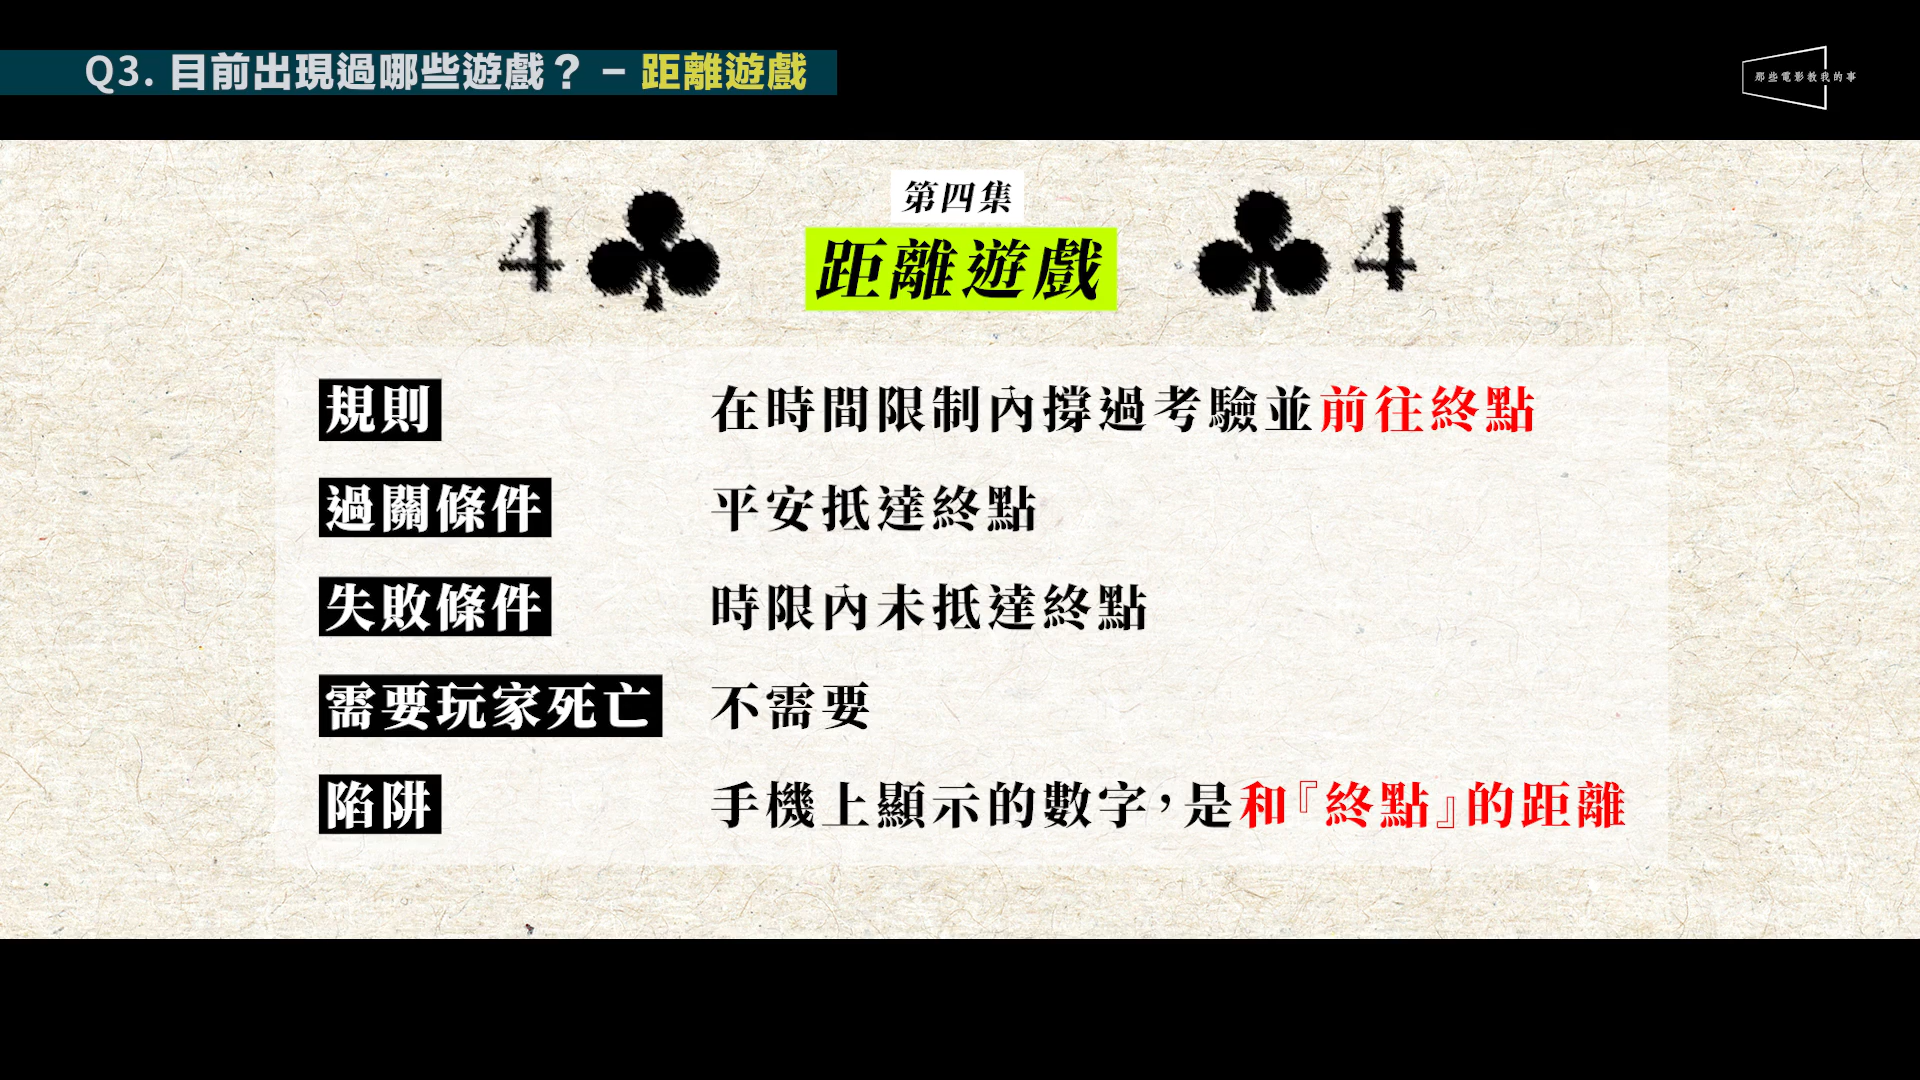 Q3. 目前出現過哪些遊戲？ - 距離遊戲
那些電影教我的事
第四集
4 距離遊戲 4
規則 在時間限制內撐過考驗並前往終點
過關條件 平安抵達終點
失敗條件 時限內未抵達終點
需要玩家死亡 不需要
陷阱 手機上顯示的數字，是和『終點』的距離